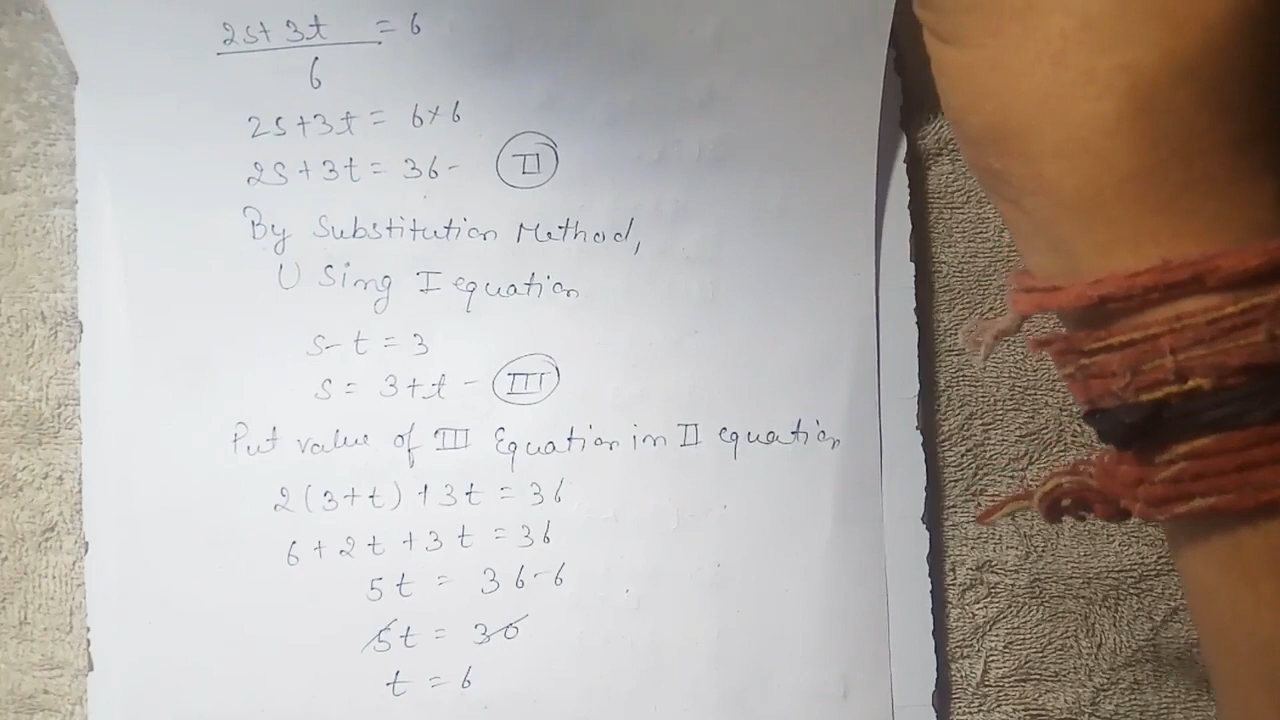 2s+3t = 6
6
2s+3t = 6×6
2s+3t = 36 - II
By Substitution Method,
Using I equation
s-t = 3
s = 3+t - III
Put value of III Equation in II equation
2(3+t)+3t = 36
6+2t+3t = 36
5t = 36-6
5t = 30
t = 6